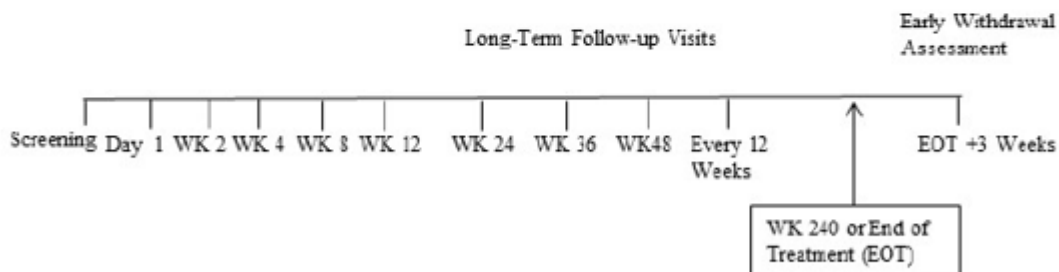 Early Withdrawal
Assessment
Long-Term Follow-up Visits
Screening Day 1 WK 2 WK 4 WK 8 WK 12 WK 24 WK 36 WK48 Every 12 EOT +3 Weeks
Weeks
WK 240 or End of
Treatment (EOT)